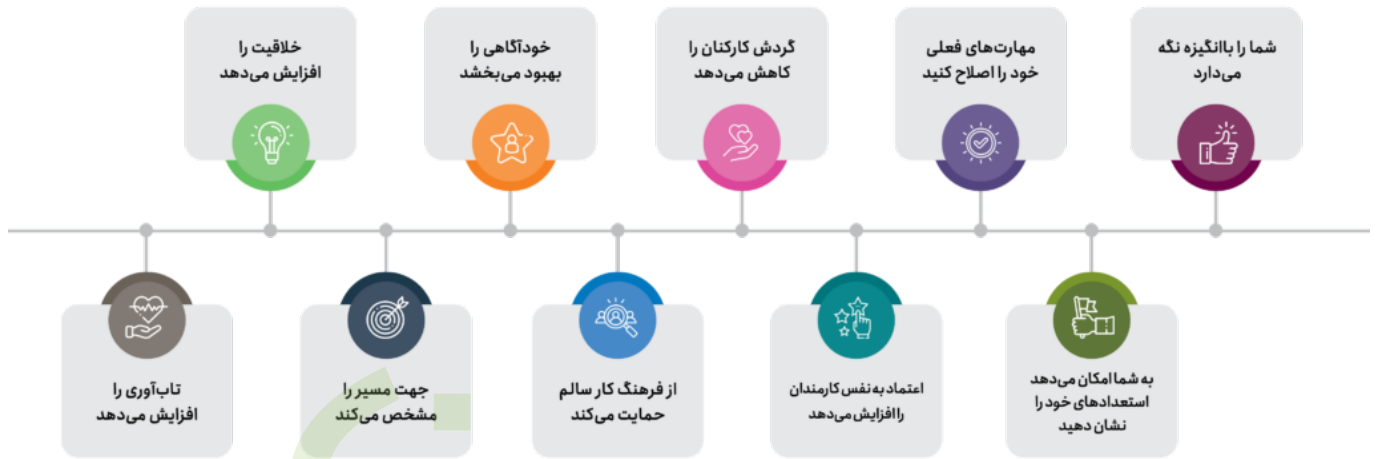 شما را باانگیزه نگه
می‌دارد
مهارت‌های فعلی
خود را اصلاح کنید
گردش کارکنان را
کاهش می‌دهد
خودآگاهی را
بهبود می‌بخشد
خلاقیت را
افزایش می‌دهد
به شما امکان می‌دهد
استعدادهای خود را
نشان دهید
اعتماد به نفس کارمندان
را افزایش می‌دهد
از فرهنگ کار سالم
حمایت می‌کند
جهت مسیر را
مشخص می‌کند
تاب‌آوری را
افزایش می‌دهد